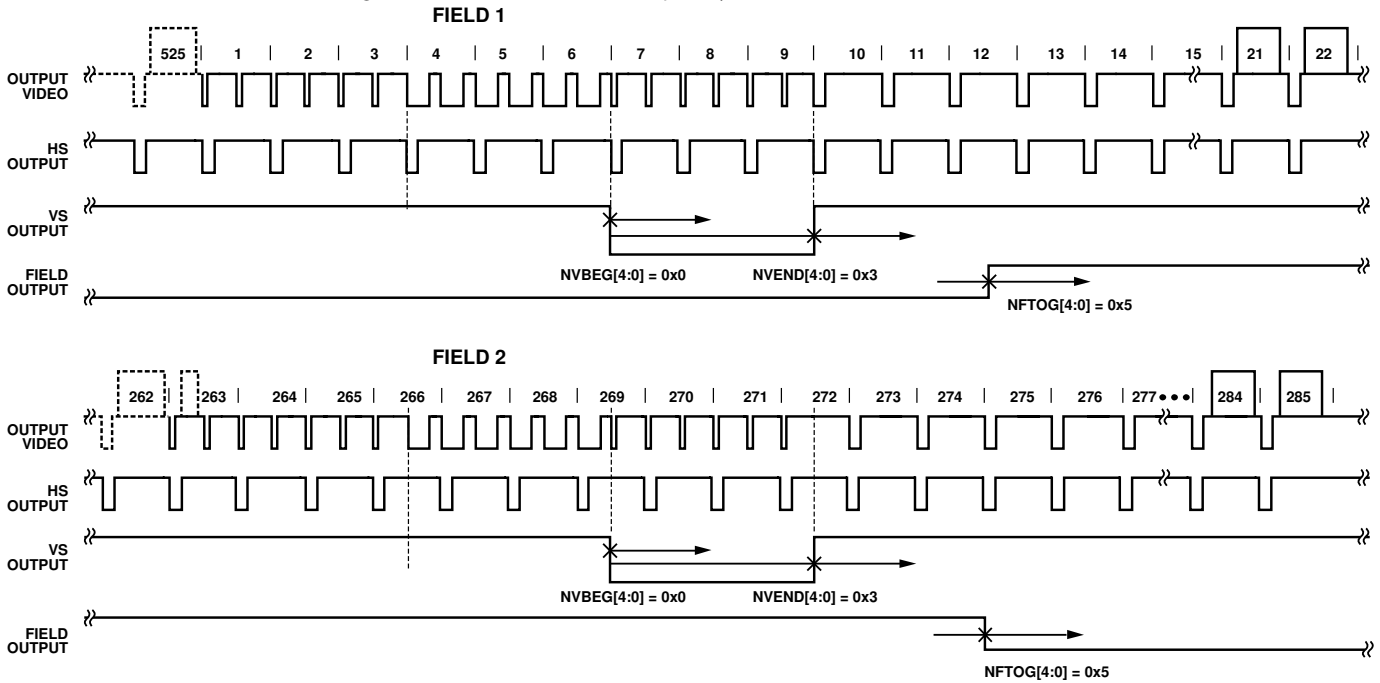 FIELD 1
525 1 2 3 4 5 6 7 8 9 10 11 12 13 14 15 21 22
OUTPUT
VIDEO
HS
OUTPUT
VS
OUTPUT
NVBEG[4:0] = 0x0 NVEND[4:0] = 0x3
FIELD
OUTPUT
NFTOG[4:0] = 0x5
FIELD 2
262 263 264 265 266 267 268 269 270 271 272 273 274 275 276 277 ••• 284 285
OUTPUT
VIDEO
HS
OUTPUT
VS
OUTPUT
NVBEG[4:0] = 0x0 NVEND[4:0] = 0x3
FIELD
OUTPUT
NFTOG[4:0] = 0x5